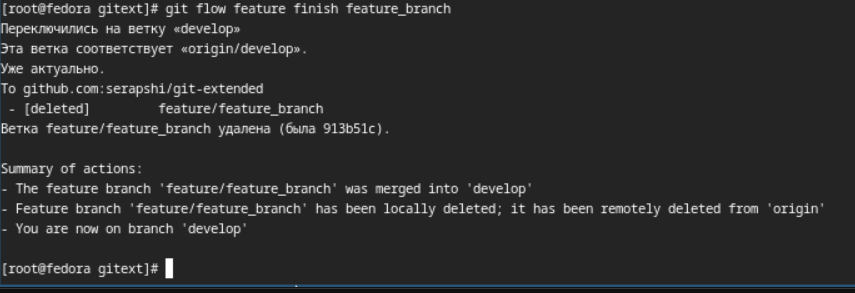 [root@fedora gitext]# git flow feature finish feature_branch
Переключились на ветку «develop»
Эта ветка соответствует «origin/develop».
Уже актуально.
To github.com:serapshi/git-extended
 - [deleted]         feature/feature_branch
Ветка feature/feature_branch удалена (была 913b51c).

Summary of actions:
- The feature branch 'feature/feature_branch' was merged into 'develop'
- Feature branch 'feature/feature_branch' has been locally deleted; it has been remotely deleted from 'origin'
- You are now on branch 'develop'

[root@fedora gitext]#